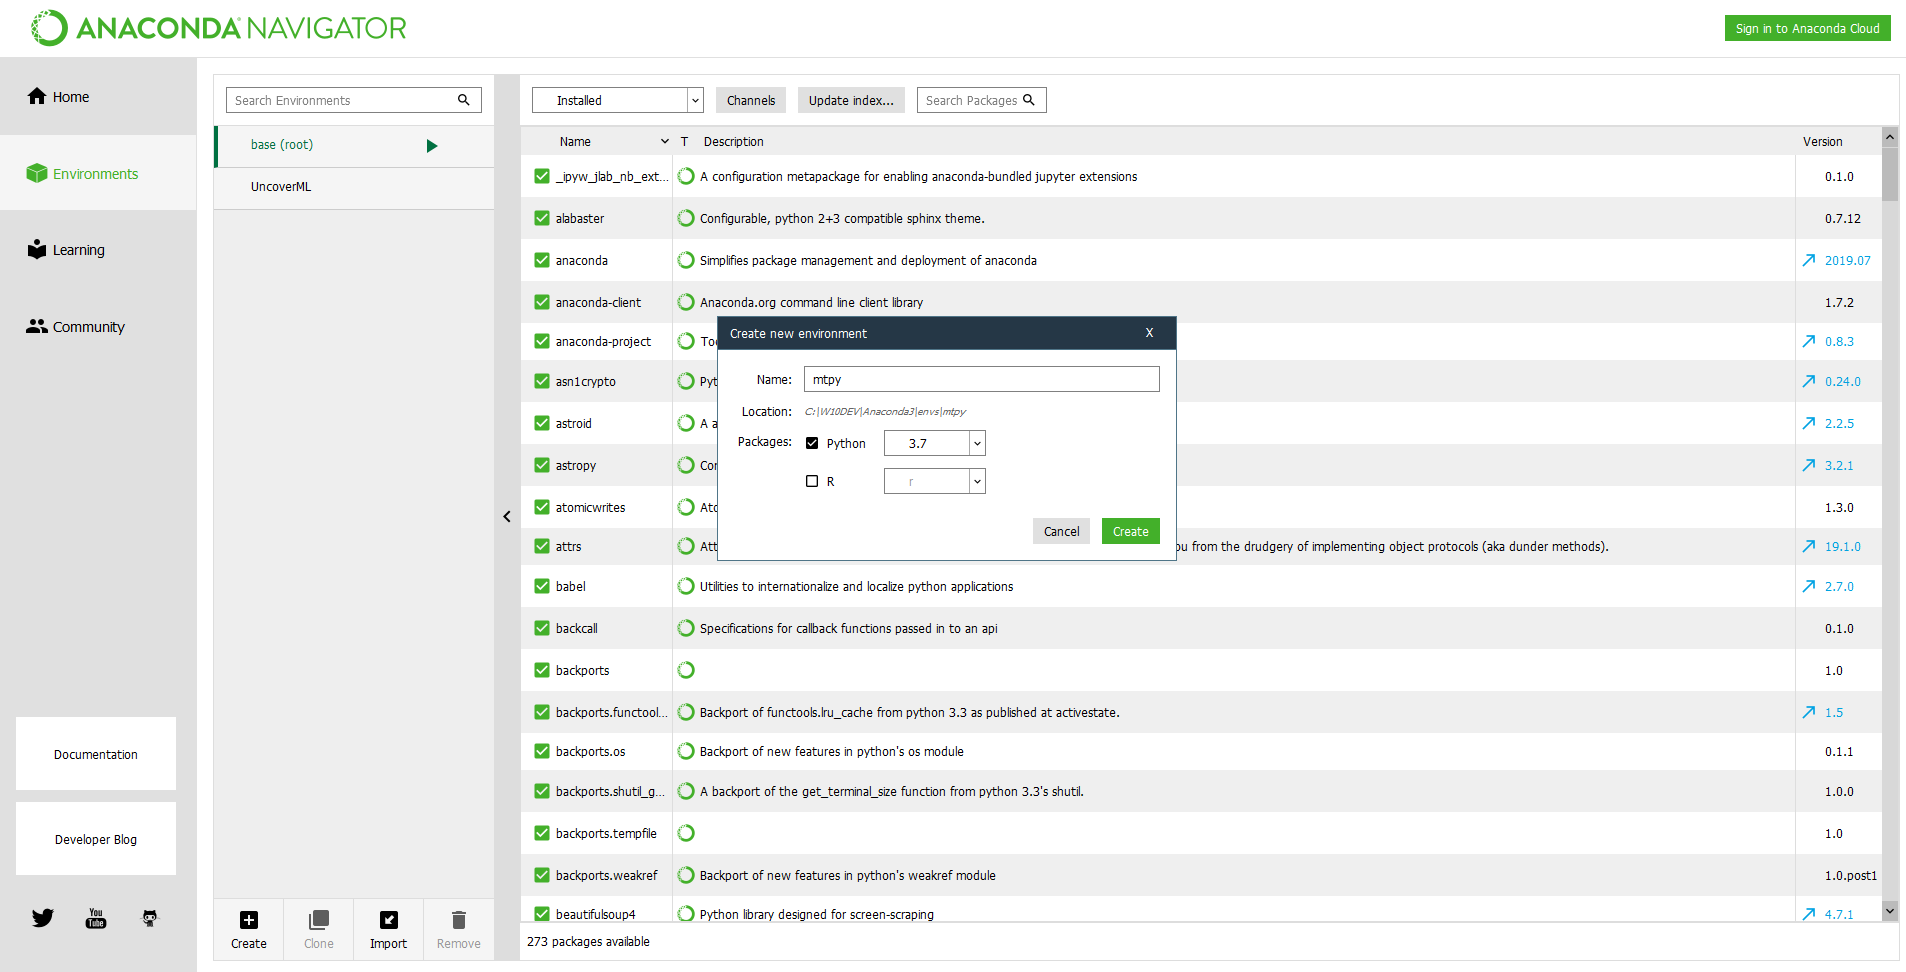 ANACONDA NAVIGATOR
Sign in to Anaconda Cloud
Home
Environments
Learning
Community
Documentation
Developer Blog
You
Tube
Search Environments
base (root)
UncoverML
Create
Clone
Import
Remove
Installed
Channels
Update index...
Search Packages
Name T Description Version
_ipyw_jlab_nb_ext... A configuration metapackage for enabling anaconda-bundled jupyter extensions 0.1.0
alabaster Configurable, python 2+3 compatible sphinx theme. 0.7.12
anaconda Simplifies package management and deployment of anaconda 2019.07
anaconda-client Anaconda.org command line client library 1.7.2
anaconda-project Too 0.8.3
asn1crypto Pyt 0.24.0
astroid A a 2.2.5
astropy Cor 3.2.1
atomicwrites Ato 1.3.0
attrs Att ou from the drudgery of implementing object protocols (aka dunder methods). 19.1.0
babel Utilities to internationalize and localize python applications 2.7.0
backcall Specifications for callback functions passed in to an api 0.1.0
backports 1.0
backports.functool... Backport of functools.lru_cache from python 3.3 as published at activestate. 1.5
backports.os Backport of new features in python's os module 0.1.1
backports.shutil_g... A backport of the get_terminal_size function from python 3.3's shutil. 1.0.0
backports.tempfile 1.0
backports.weakref Backport of new features in python's weakref module 1.0.post1
beautifulsoup4 Python library designed for screen-scraping 4.7.1
273 packages available
Create new environment X
Name: mtpy
Location: C:\W10DEV\Anaconda3\envs\mtpy
Packages: Python 3.7
R r
Cancel Create